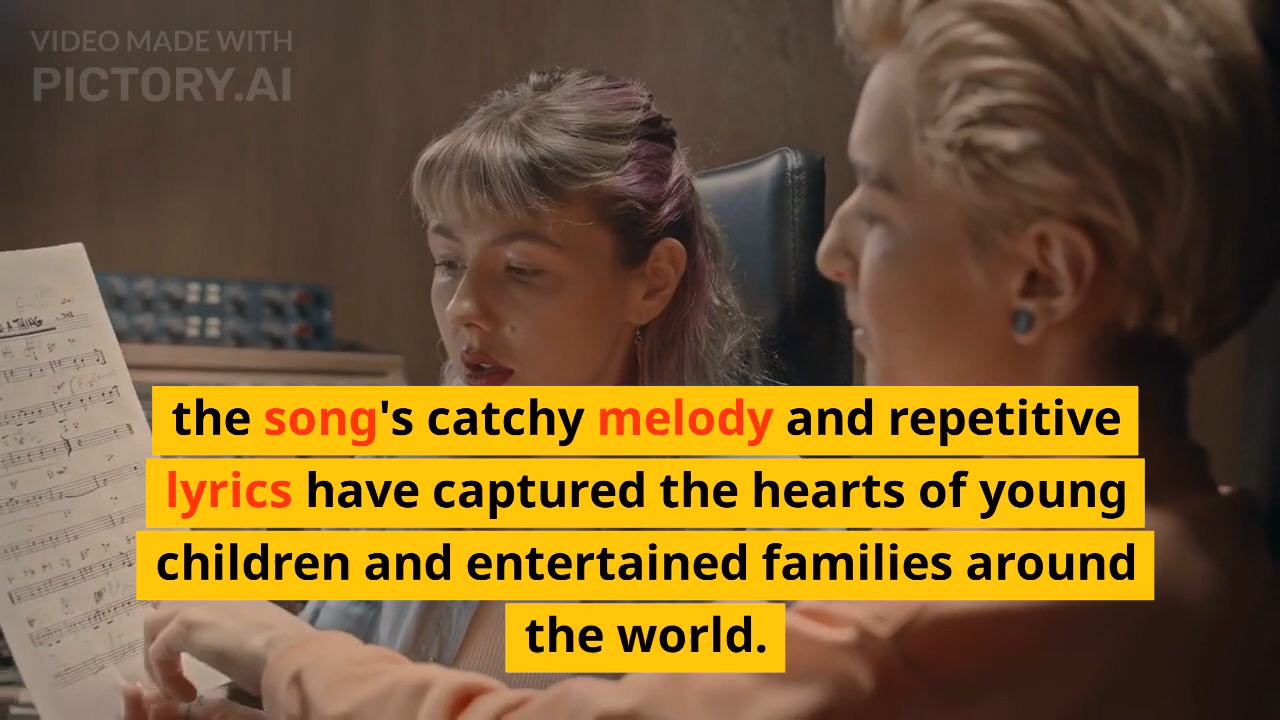 VIDEO MADE WITH
PICTORY.AI
the song's catchy melody and repetitive
lyrics have captured the hearts of young
children and entertained families around
the world.
A THING